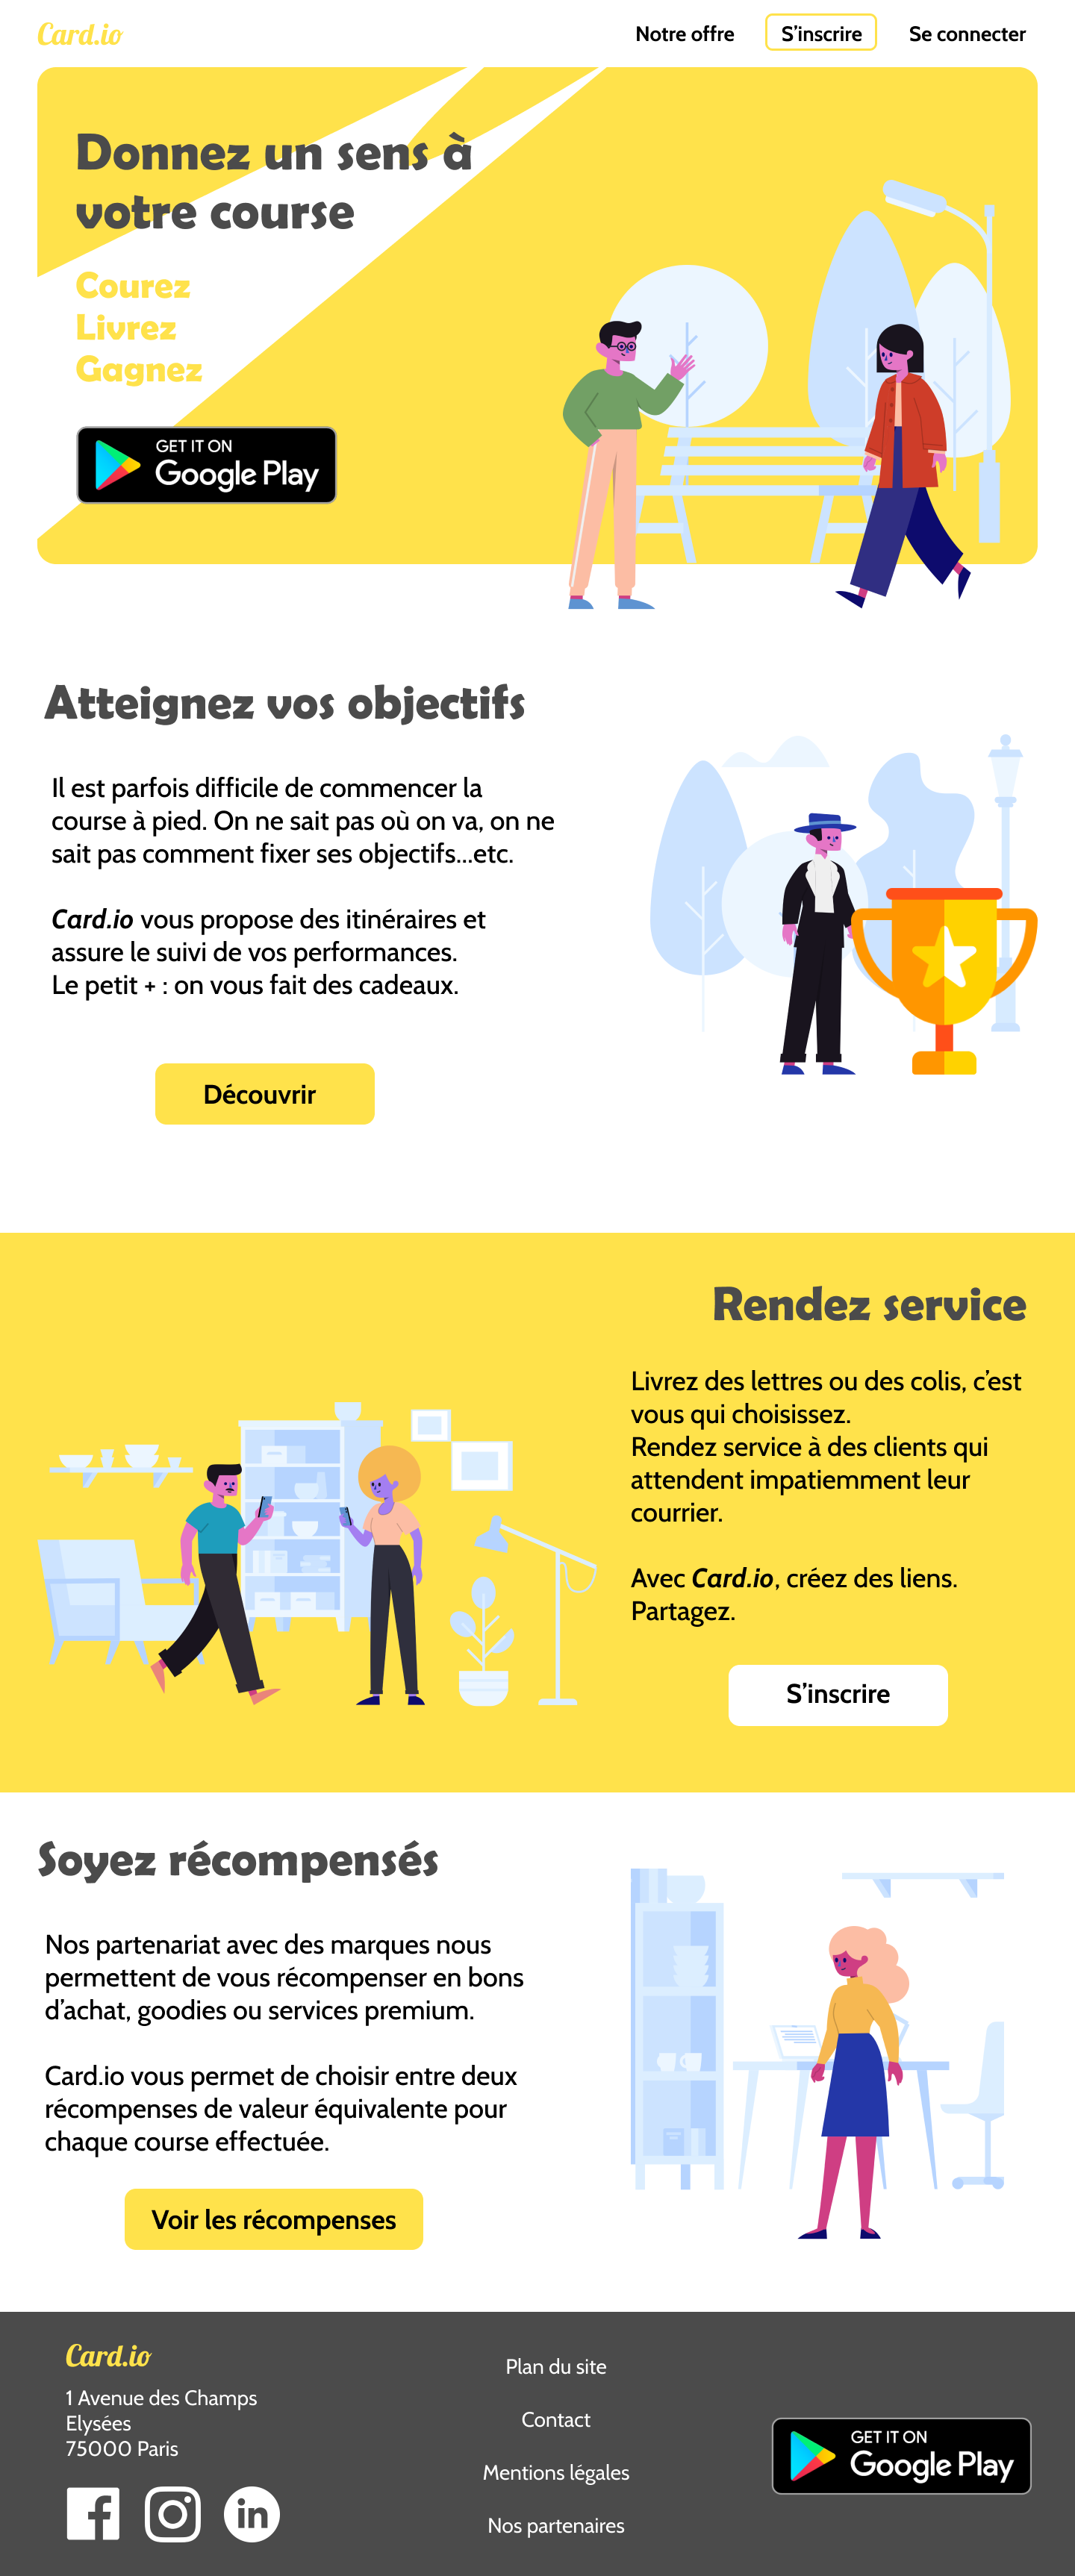 Card.io
Notre offre
S'inscrire
Se connecter
Donnez un sens à
votre course
Courez
Livrez
Gagnez
GET IT ON
Google Play
Atteignez vos objectifs
Il est parfois difficile de commencer la
course à pied. On ne sait pas où on va, on ne
sait pas comment fixer ses objectifs...etc.
Card.io vous propose des itinéraires et
assure le suivi de vos performances.
Le petit + : on vous fait des cadeaux.
Découvrir
Rendez service
Livrez des lettres ou des colis, c'est
vous qui choisissez.
Rendez service à des clients qui
attendent impatiemment leur
courrier.
Avec Card.io, créez des liens.
Partagez.
S'inscrire
Soyez récompensés
Nos partenariat avec des marques nous
permettent de vous récompenser en bons
d'achat, goodies ou services premium.
Card.io vous permet de choisir entre deux
récompenses de valeur équivalente pour
chaque course effectuée.
Voir les récompenses
Card.io
1 Avenue des Champs
Elysées
75000 Paris
in
Plan du site
Contact
Mentions légales
Nos partenaires
GET IT ON
Google Play